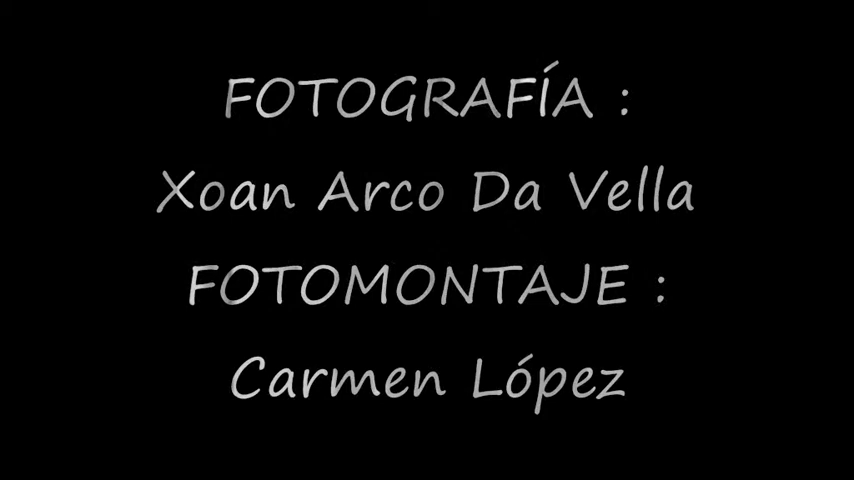 FOTOGRAFÍA :
Xoan Arco Da Vella
FOTOMONTAJE :
Carmen López